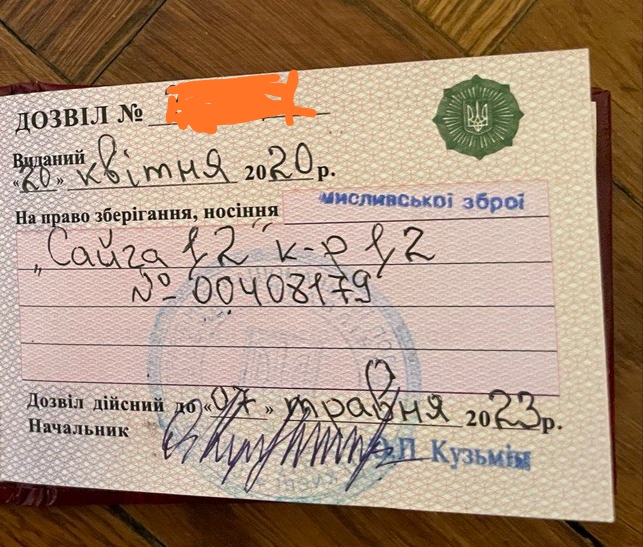 ДОЗВІЛ №
Виданий
«20» квітня 2020 р.
На право зберігання, носіння мисливської зброї
„Сайга 12" к-р 12
№ 00408179
Дозвіл дійсний до «07» травня 2023 р.
Начальник О.П. Кузьмін